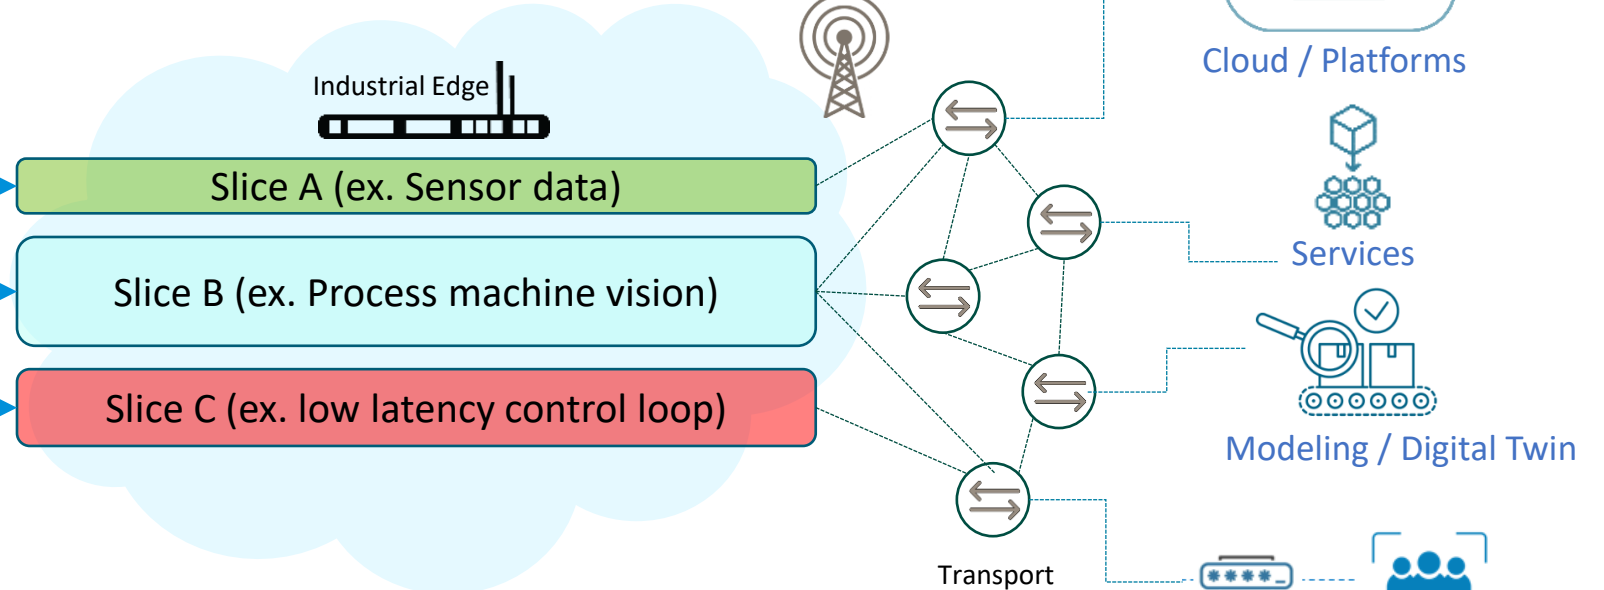 Industrial Edge
Slice A (ex. Sensor data)
Slice B (ex. Process machine vision)
Slice C (ex. low latency control loop)
Transport
Cloud / Platforms
Services
Modeling / Digital Twin
****_